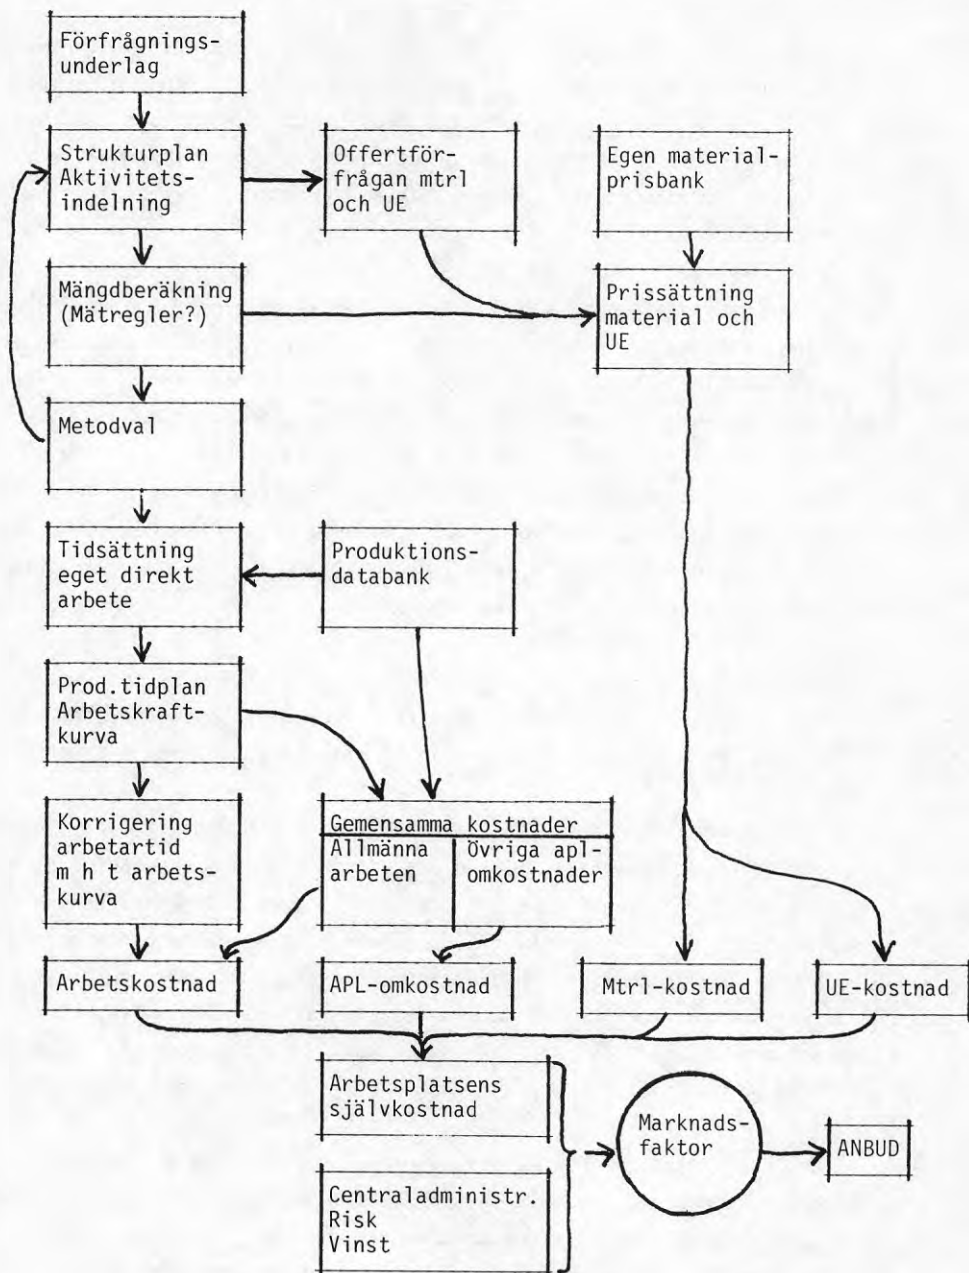 Förfrågnings-
underlag
Strukturplan
Aktivitets-
indelning
Offertför-
frågan mtrl
och UE
Egen material-
prisbank
Mängdberäkning
(Mätregler?)
Prissättning
material och
UE
Metodval
Tidsättning
eget direkt
arbete
Produktions-
databank
Prod.tidplan
Arbetskraft-
kurva
Korrigering
arbetartid
m h t arbets-
kurva
Gemensamma kostnader
Allmänna
arbeten
Övriga apl-
omkostnader
Arbetskostnad
APL-omkostnad
Mtrl-kostnad
UE-kostnad
Arbetsplatsens
självkostnad
Marknads-
faktor
ANBUD
Centraladministr.
Risk
Vinst